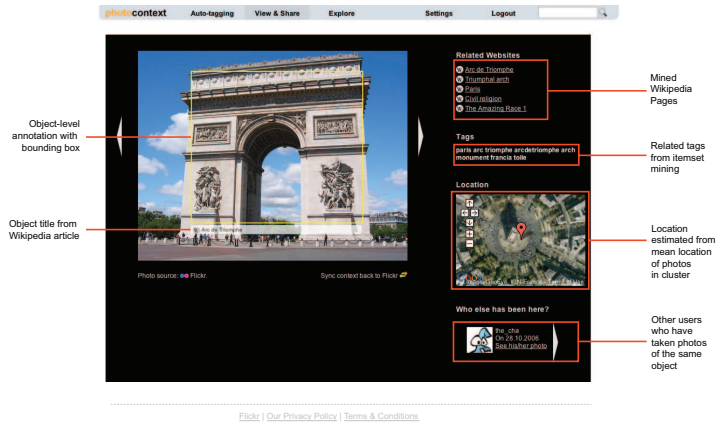 photocontext Auto-tagging View & Share Explore Settings Logout
Related Websites
Arc de Triomphe
Triumphal arch
Paris
Civil religion
The Amazing Race 1
Mined
Wikipedia
Pages
Object-level
annotation with
bounding box
Tags
paris arc triomphe arcdetriomphe arch
monument francia toile
Related tags
from itemset
mining
Location
Object title from
Wikipedia article
Arc de Triomphe
Location
estimated from
mean location
of photos
in cluster
Photo source: Flickr.
Sync context back to Flickr
Who else has been here?
the_cha
On 28.10.2006
See his/her photo
Other users
who have
taken photos
of the same
object
Flickr | Our Privacy Policy | Terms & Conditions